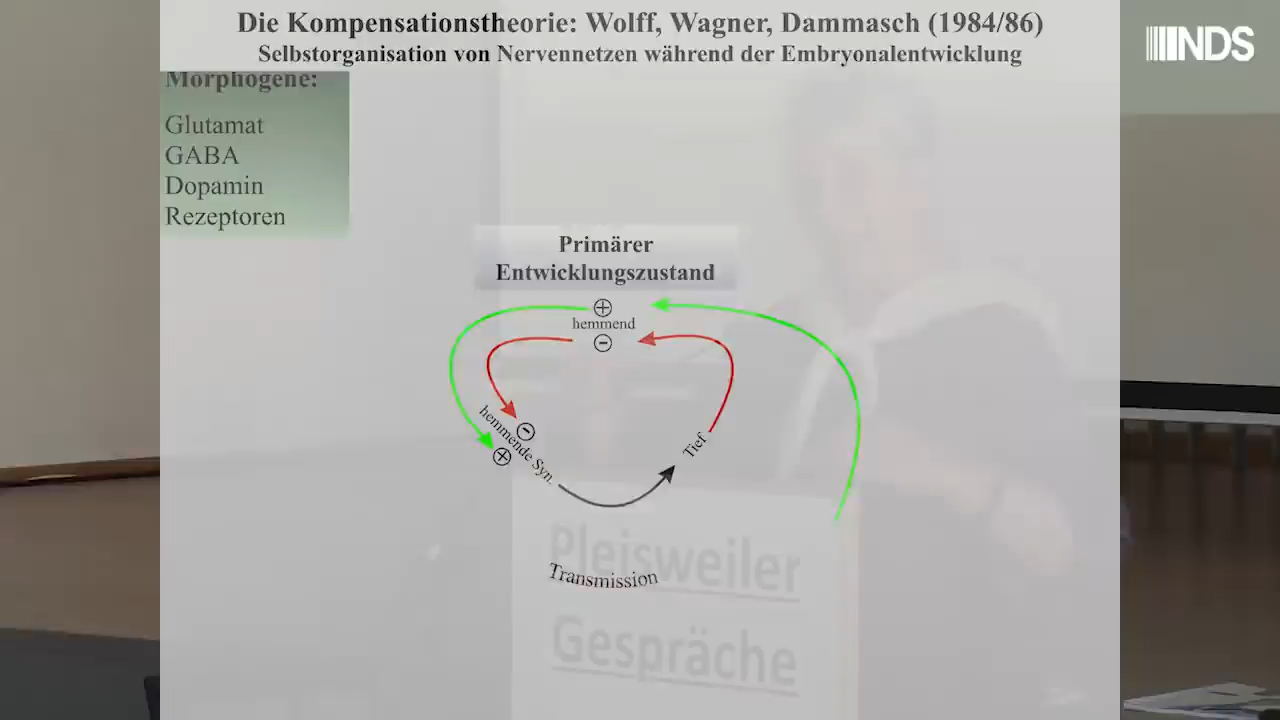 Die Kompensationstheorie: Wolff, Wagner, Dammasch (1984/86)
Selbstorganisation von Nervennetzen während der Embryonalentwicklung
NDS
Morphogene:
Glutamat
GABA
Dopamin
Rezeptoren
Primärer
Entwicklungszustand
hemmend
hemmende Syn.
Tief
Transmission
Pleisweiler
Gespräche